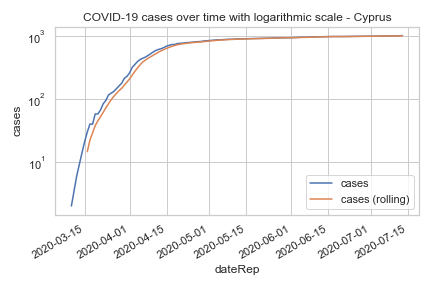 COVID-19 cases over time with logarithmic scale - Cyprus
10³
10²
10¹
cases
cases
cases (rolling)
2020-03-15
2020-04-01
2020-04-15
2020-05-01
2020-05-15
2020-06-01
2020-06-15
2020-07-01
2020-07-15
dateRep